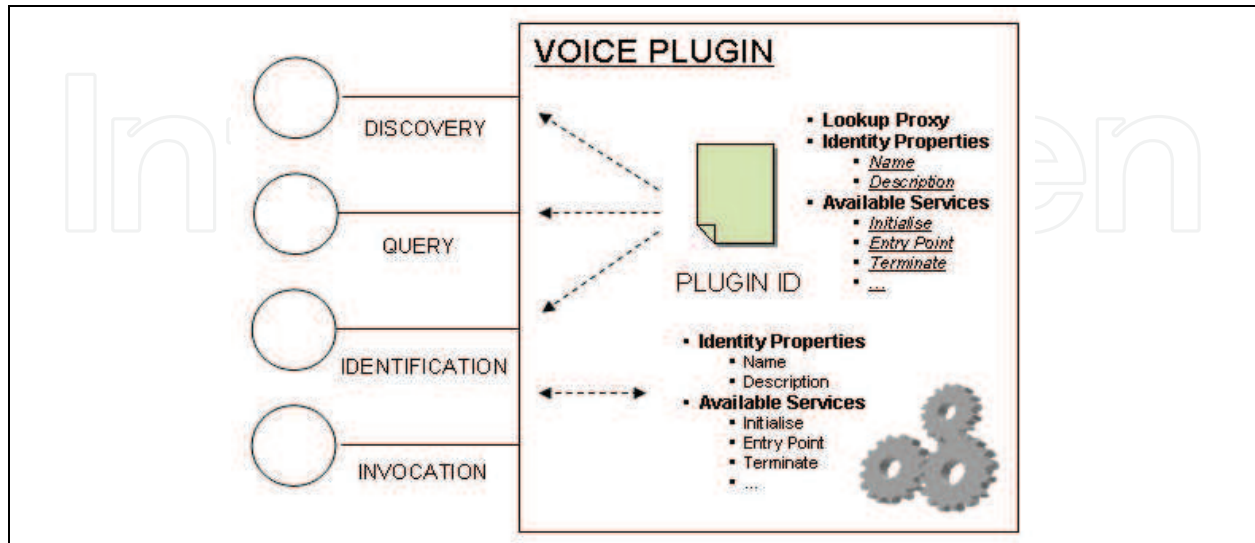 VOICE PLUGIN
DISCOVERY
QUERY
IDENTIFICATION
INVOCATION
PLUGIN ID
▪ Lookup Proxy
▪ Identity Properties
▪ Name
▪ Description
▪ Available Services
▪ Initialise
▪ Entry Point
▪ Terminate
▪ ...
▪ Identity Properties
▪ Name
▪ Description
▪ Available Services
▪ Initialise
▪ Entry Point
▪ Terminate
▪ ...